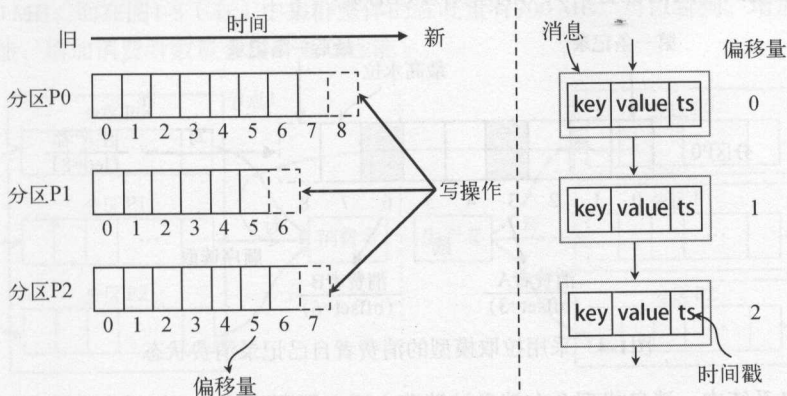 旧 时间 新
分区P0
0 1 2 3 4 5 6 7 8
分区P1
0 1 2 3 4 5 6
写操作
分区P2
0 1 2 3 4 5 6 7
偏移量
消息
偏移量
key value ts 0
key value ts 1
key value ts 2
时间戳